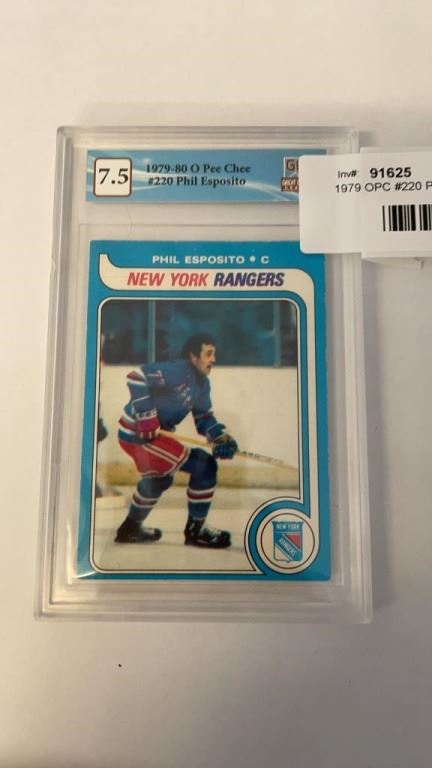 7.5
1979-80 O Pee Chee
#220 Phil Esposito
Inv#: 91625
1979 OPC #220 P
PHIL ESPOSITO • C
NEW YORK RANGERS
NEW YORK
RANGERS